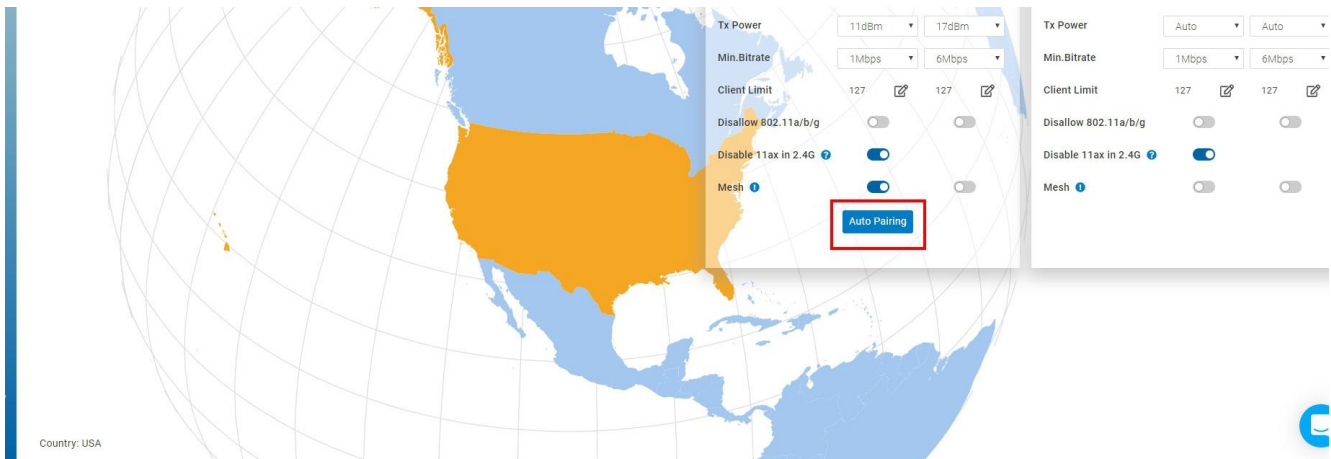 Tx Power 11dBm 17dBm
Min.Bitrate 1Mbps 6Mbps
Client Limit 127 127
Disallow 802.11a/b/g
Disable 11ax in 2.4G ?
Mesh !
Auto Pairing
Tx Power Auto Auto
Min.Bitrate 1Mbps 6Mbps
Client Limit 127 127
Disallow 802.11a/b/g
Disable 11ax in 2.4G ?
Mesh !
Country: USA